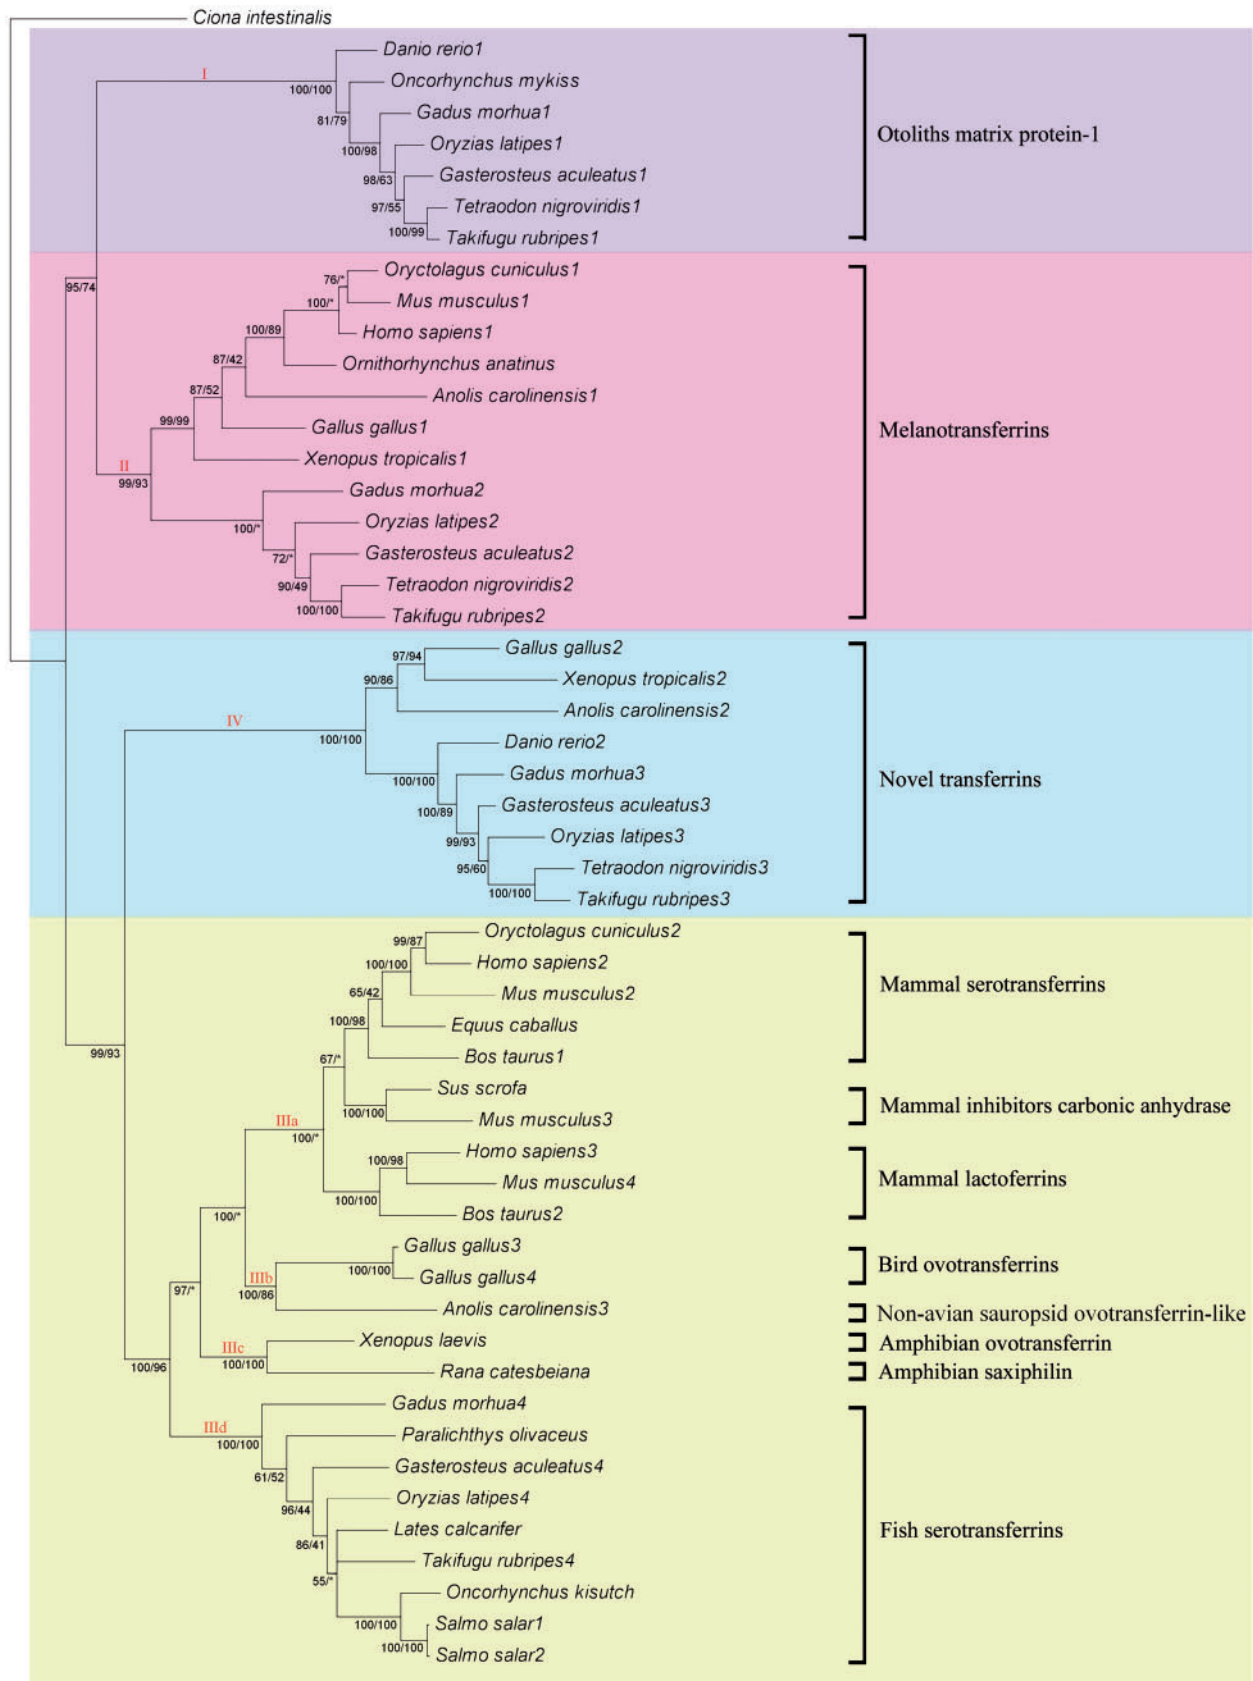 Ciona intestinalis
Danio rerio1
I
100/100
Oncorhynchus mykiss
81/79
Gadus morhua1
100/98
Otoliths matrix protein-1
Oryzias latipes1
98/63
Gasterosteus aculeatus1
97/55
Tetraodon nigroviridis1
100/99
Takifugu rubripes1
95/74
Oryctolagus cuniculus1
76/*
Mus musculus1
100/*
Homo sapiens1
100/89
Ornithorhynchus anatinus
87/42
Anolis carolinensis1
87/52
Gallus gallus1
99/99
Melanotransferrins
Xenopus tropicalis1
II
99/93
Gadus morhua2
100/*
Oryzias latipes2
72/*
Gasterosteus aculeatus2
90/49
Tetraodon nigroviridis2
100/100
Takifugu rubripes2
Gallus gallus2
97/94
Xenopus tropicalis2
90/86
Anolis carolinensis2
IV
100/100
Danio rerio2
100/100
Gadus morhua3
Novel transferrins
100/89
Gasterosteus aculeatus3
99/93
Oryzias latipes3
95/60
Tetraodon nigroviridis3
100/100
Takifugu rubripes3
Oryctolagus cuniculus2
99/87
Homo sapiens2
100/100
Mammal serotransferrins
Mus musculus2
65/42
Equus caballus
100/98
99/93
Bos taurus1
67/*
Sus scrofa
100/100
Mammal inhibitors carbonic anhydrase
Mus musculus3
IIIa
100/*
Homo sapiens3
100/98
Mammal lactoferrins
Mus musculus4
100/100
Bos taurus2
100/*
Gallus gallus3
100/100
Bird ovotransferrins
Gallus gallus4
IIIb
100/86
97/*
Anolis carolinensis3
Non-avian sauropsid ovotransferrin-like
Xenopus laevis
Amphibian ovotransferrin
IIIc
100/100
100/96
Rana catesbeiana
Amphibian saxiphilin
Gadus morhua4
IIId
100/100
Paralichthys olivaceus
61/52
Gasterosteus aculeatus4
96/44
Oryzias latipes4
86/41
Lates calcarifer
Fish serotransferrins
Takifugu rubripes4
55/*
Oncorhynchus kisutch
100/100
Salmo salar1
100/100
Salmo salar2